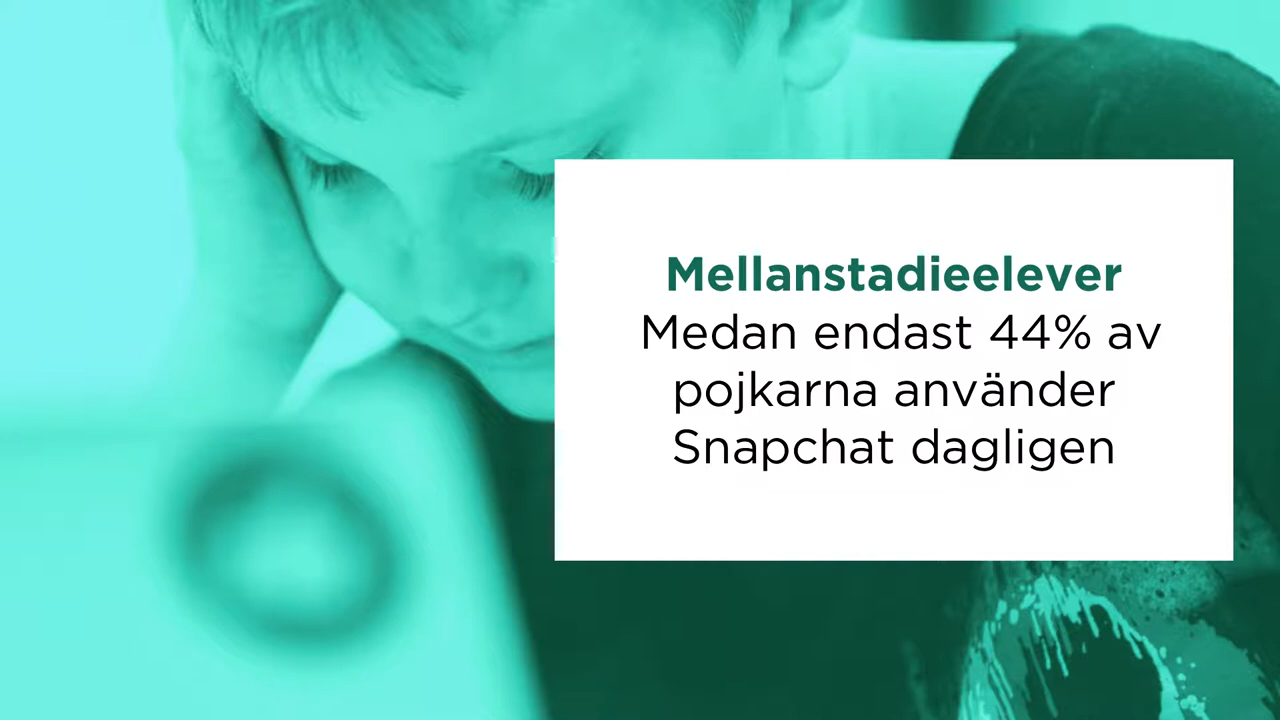 Mellanstadieelever
Medan endast 44% av
pojkarna använder
Snapchat dagligen